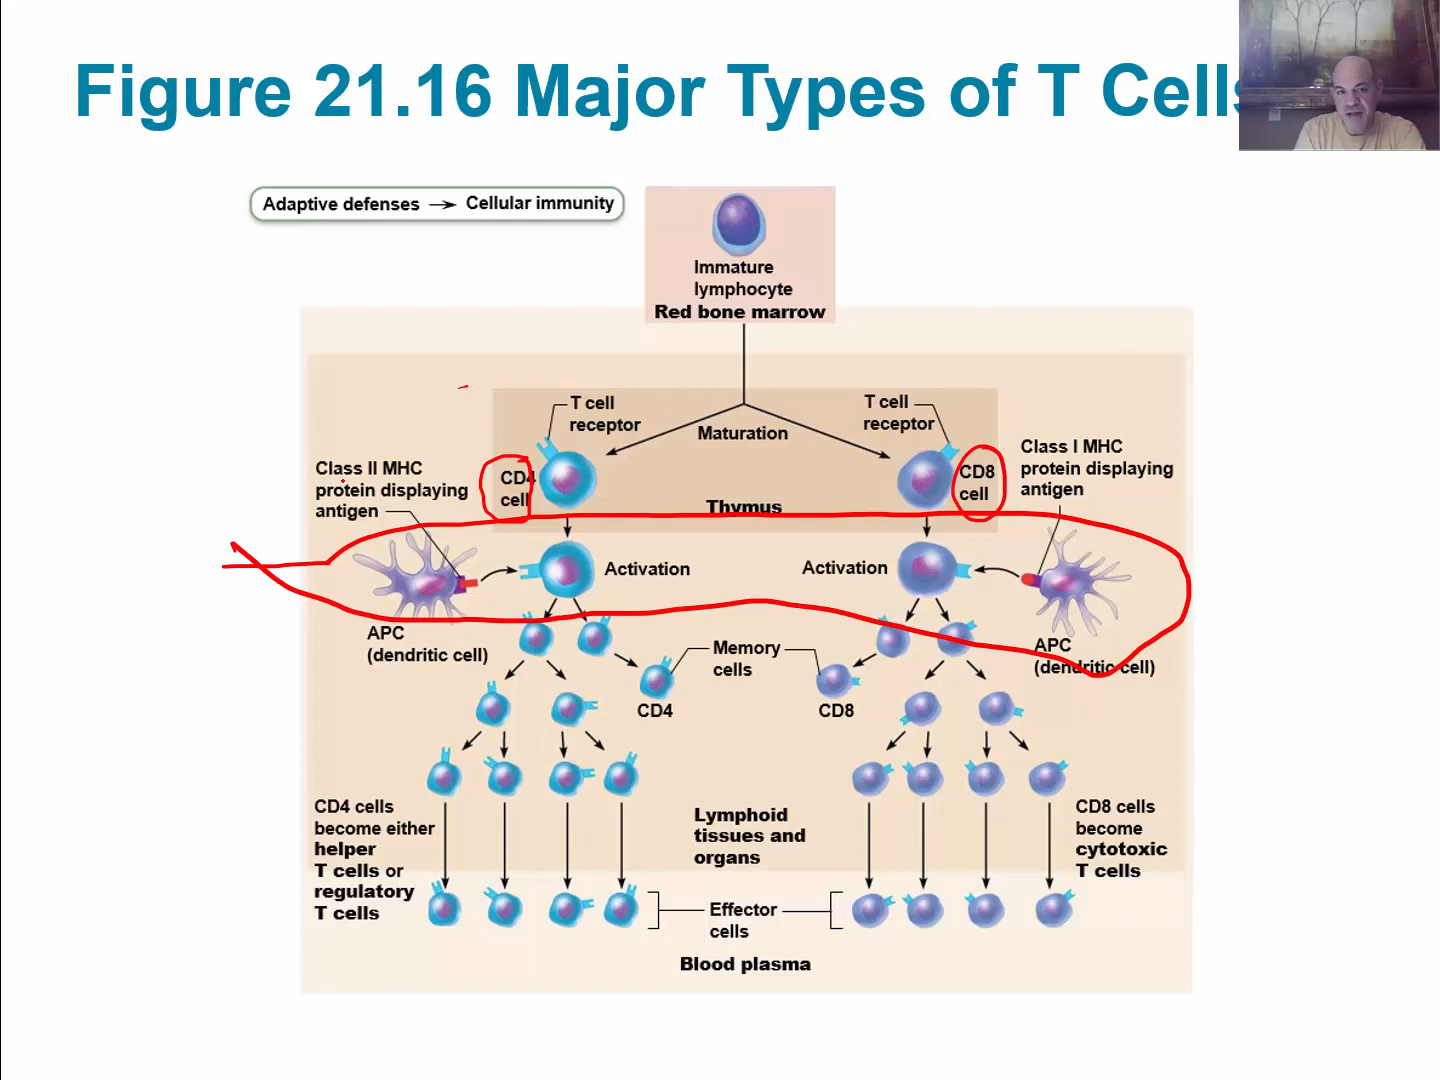 Figure 21.16 Major Types of T Cells
Adaptive defenses → Cellular immunity
Immature
lymphocyte
Red bone marrow
T cell
receptor
Maturation
T cell
receptor
Class II MHC
protein displaying
antigen
CD4
cell
Thymus
CD8
cell
Class I MHC
protein displaying
antigen
Activation
Activation
APC
(dendritic cell)
Memory
cells
APC
(dendritic cell)
CD4
CD8
CD4 cells
become either
helper
T cells or
regulatory
T cells
Lymphoid
tissues and
organs
CD8 cells
become
cytotoxic
T cells
Effector
cells
Blood plasma